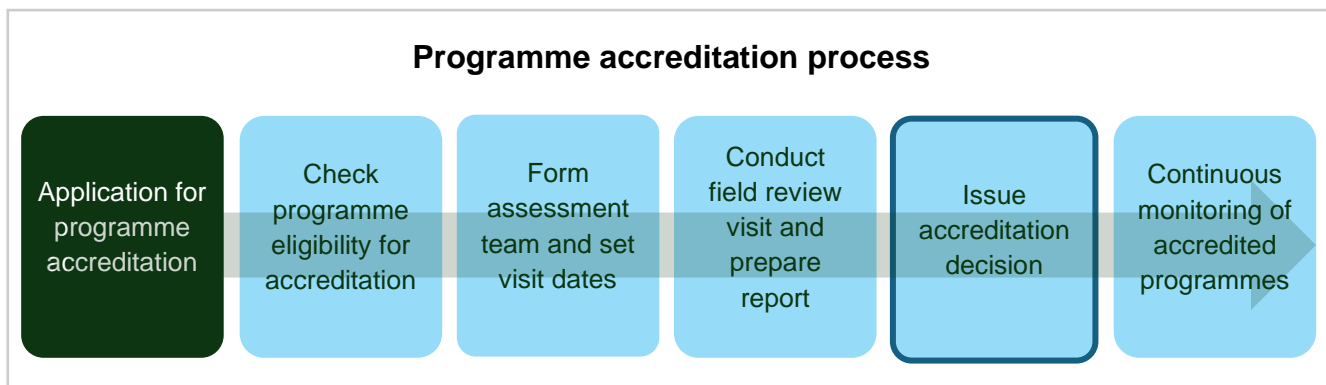 Programme accreditation process
Application for
programme
accreditation
Check
programme
eligibility for
accreditation
Form
assessment
team and set
visit dates
Conduct
field review
visit and
prepare
report
Issue
accreditation
decision
Continuous
monitoring of
accredited
programmes